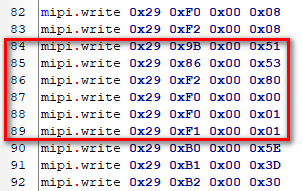 82 mipi.write 0x29 0xF0 0x00 0x08
83 mipi.write 0x29 0xF2 0x00 0x08
84 mipi.write 0x29 0x9B 0x00 0x51
85 mipi.write 0x29 0x86 0x00 0x53
86 mipi.write 0x29 0xF2 0x00 0x80
87 mipi.write 0x29 0xF0 0x00 0x00
88 mipi.write 0x29 0xF0 0x00 0x01
89 mipi.write 0x29 0xF1 0x00 0x01
90 mipi.write 0x29 0xB0 0x00 0x5E
91 mipi.write 0x29 0xB1 0x00 0x3D
92 mipi.write 0x29 0xB2 0x00 0x30